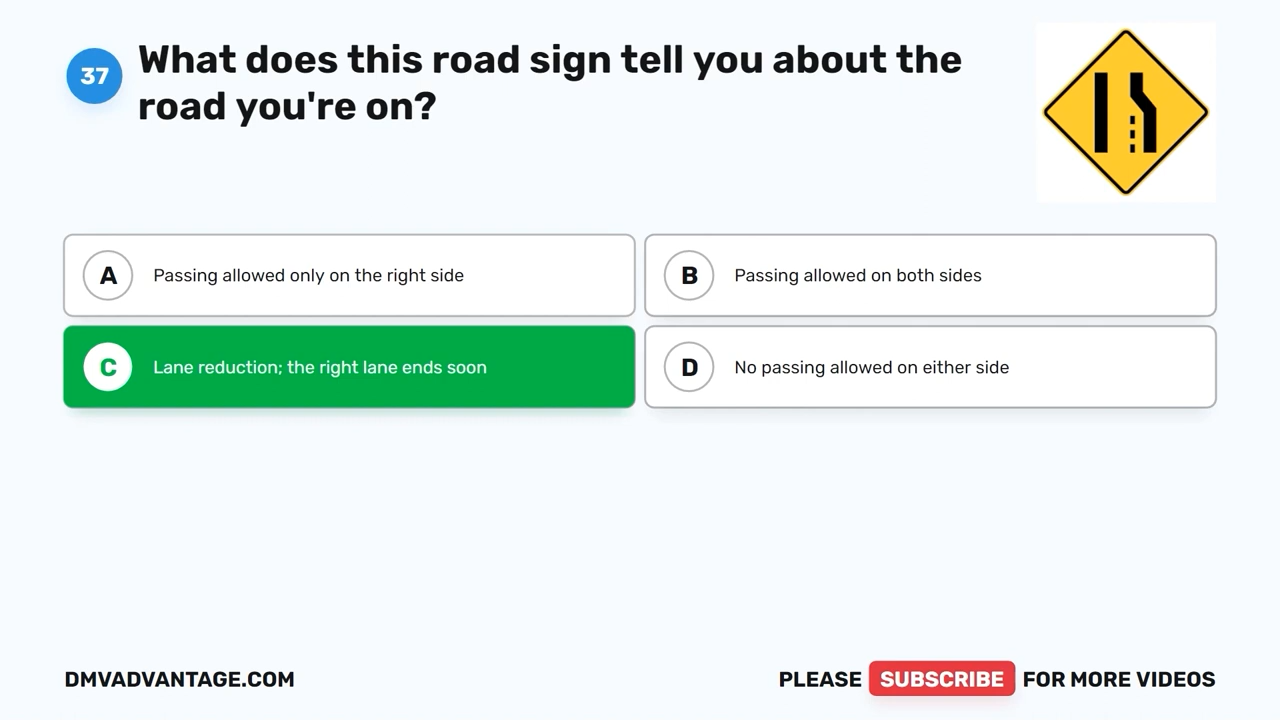 37
What does this road sign tell you about the
road you're on?
A Passing allowed only on the right side
B Passing allowed on both sides
C Lane reduction; the right lane ends soon
D No passing allowed on either side
DMVADVANTAGE.COM
PLEASE SUBSCRIBE FOR MORE VIDEOS